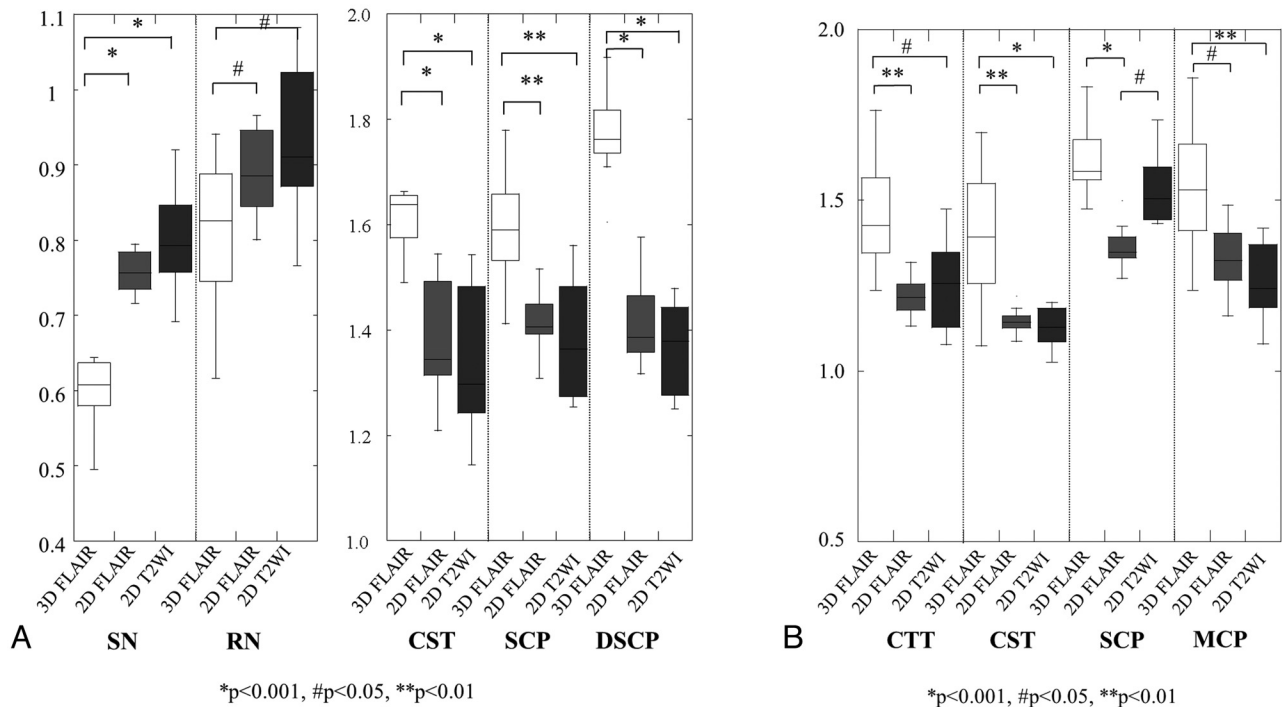 1.1
1
0.9
0.8
0.7
0.6
0.5
0.4
*
*
#
#
3D FLAIR
2D FLAIR
2D T2WI
3D FLAIR
2D FLAIR
2D T2WI
SN RN
2.0
1.8
1.6
1.4
1.2
1.0
*
*
**
**
*
*
3D FLAIR
2D FLAIR
2D T2WI
3D FLAIR
2D FLAIR
2D T2WI
3D FLAIR
2D FLAIR
2D T2WI
CST SCP DSCP
A
*p<0.001, #p<0.05, **p<0.01
2.0
1.5
1.0
0.5
#
**
*
**
*
#
**
#
3D FLAIR
2D FLAIR
2D T2WI
3D FLAIR
2D FLAIR
2D T2WI
3D FLAIR
2D FLAIR
2D T2WI
3D FLAIR
2D FLAIR
2D T2WI
CTT CST SCP MCP
B
*p<0.001, #p<0.05, **p<0.01